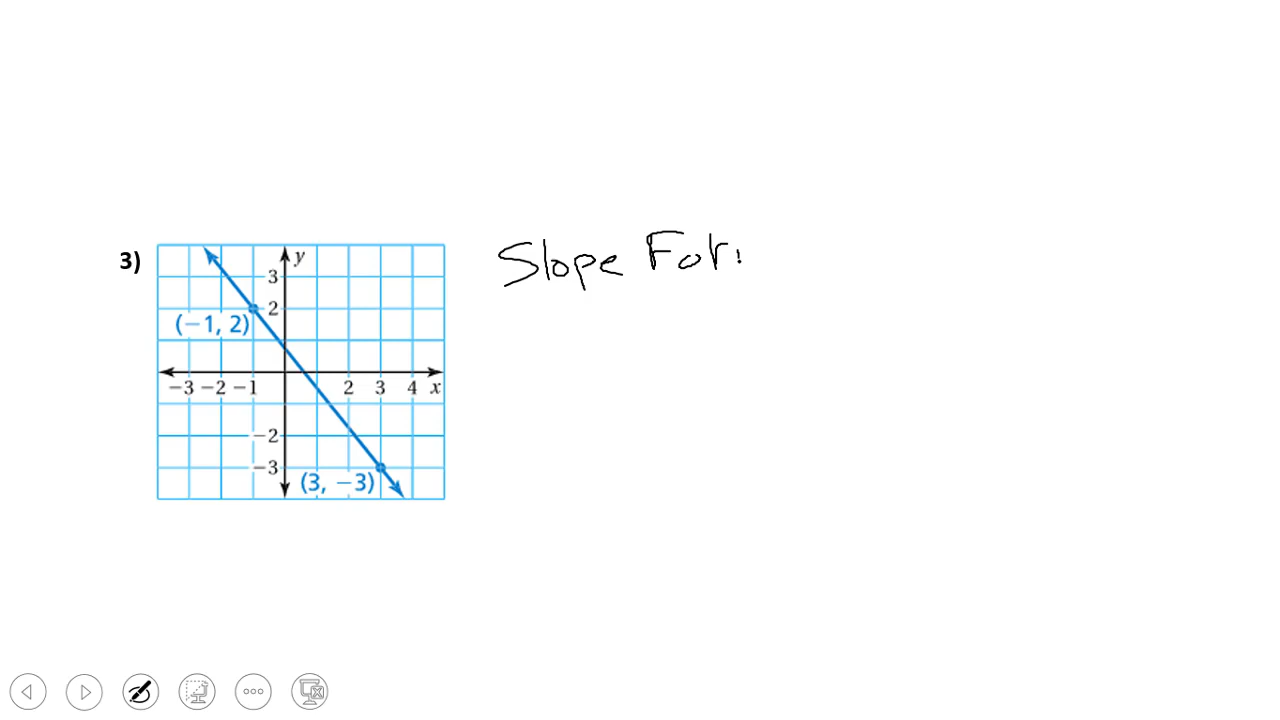 3)
y
3
2
(−1, 2)
−3 −2 −1 2 3 4 x
−2
−3
(3, −3)
Slope For